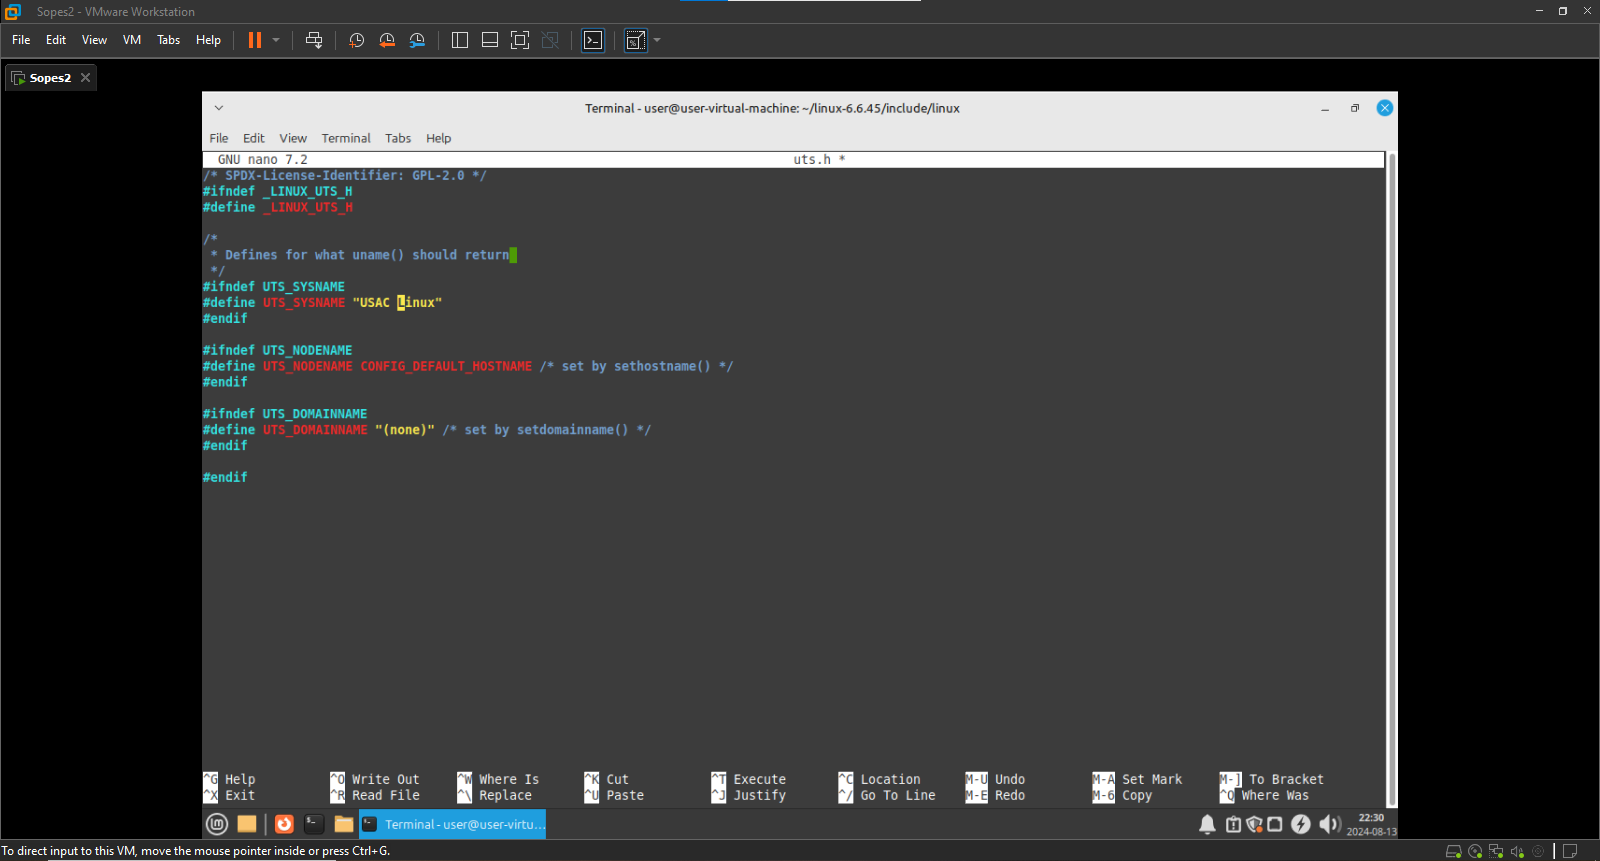 Sopes2 - VMware Workstation
File Edit View VM Tabs Help
Sopes2
Terminal - user@user-virtual-machine: ~/linux-6.6.45/include/linux
File Edit View Terminal Tabs Help
GNU nano 7.2 uts.h *
/* SPDX-License-Identifier: GPL-2.0 */
#ifndef _LINUX_UTS_H
#define _LINUX_UTS_H
/*
 * Defines for what uname() should return
 */
#ifndef UTS_SYSNAME
#define UTS_SYSNAME "USAC Linux"
#endif
#ifndef UTS_NODENAME
#define UTS_NODENAME CONFIG_DEFAULT_HOSTNAME /* set by sethostname() */
#endif
#ifndef UTS_DOMAINNAME
#define UTS_DOMAINNAME "(none)" /* set by setdomainname() */
#endif
#endif
^G Help ^O Write Out ^W Where Is ^K Cut ^T Execute ^C Location M-U Undo M-A Set Mark M-] To Bracket
^X Exit ^R Read File ^\ Replace ^U Paste ^J Justify ^/ Go To Line M-E Redo M-6 Copy ^Q Where Was
Terminal - user@user-virtu...
22:30
2024-08-13
To direct input to this VM, move the mouse pointer inside or press Ctrl+G.